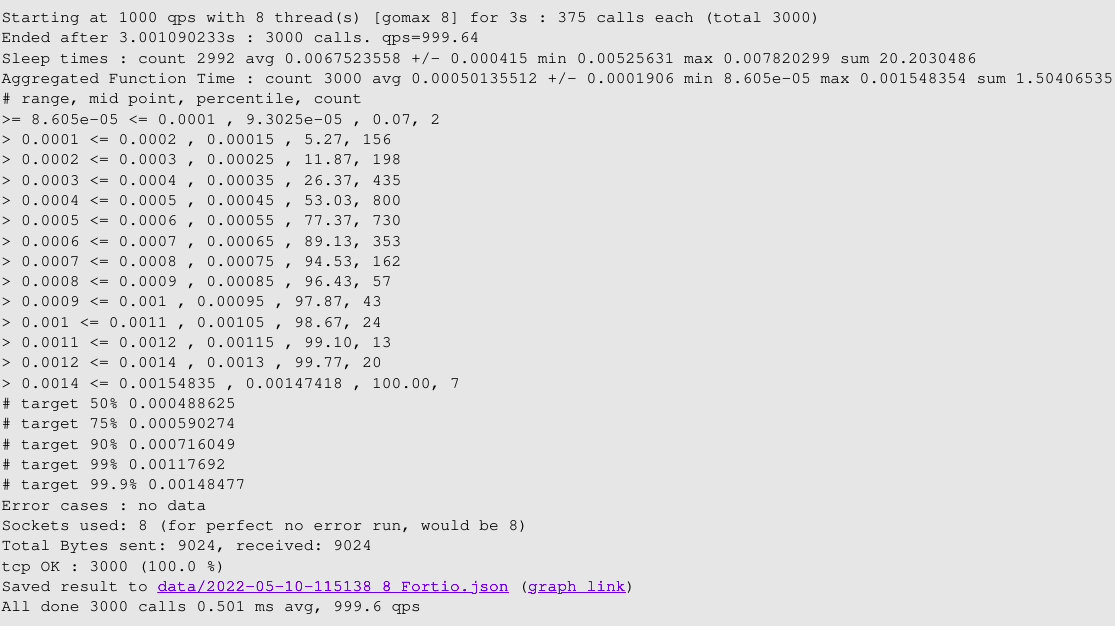 Starting at 1000 qps with 8 thread(s) [gomax 8] for 3s : 375 calls each (total 3000)
Ended after 3.001090233s : 3000 calls. qps=999.64
Sleep times : count 2992 avg 0.0067523558 +/- 0.000415 min 0.00525631 max 0.007820299 sum 20.2030486
Aggregated Function Time : count 3000 avg 0.00050135512 +/- 0.0001906 min 8.605e-05 max 0.001548354 sum 1.50406535
# range, mid point, percentile, count
>= 8.605e-05 <= 0.0001 , 9.3025e-05 , 0.07, 2
> 0.0001 <= 0.0002 , 0.00015 , 5.27, 156
> 0.0002 <= 0.0003 , 0.00025 , 11.87, 198
> 0.0003 <= 0.0004 , 0.00035 , 26.37, 435
> 0.0004 <= 0.0005 , 0.00045 , 53.03, 800
> 0.0005 <= 0.0006 , 0.00055 , 77.37, 730
> 0.0006 <= 0.0007 , 0.00065 , 89.13, 353
> 0.0007 <= 0.0008 , 0.00075 , 94.53, 162
> 0.0008 <= 0.0009 , 0.00085 , 96.43, 57
> 0.0009 <= 0.001 , 0.00095 , 97.87, 43
> 0.001 <= 0.0011 , 0.00105 , 98.67, 24
> 0.0011 <= 0.0012 , 0.00115 , 99.10, 13
> 0.0012 <= 0.0014 , 0.0013 , 99.77, 20
> 0.0014 <= 0.00154835 , 0.00147418 , 100.00, 7
# target 50% 0.000488625
# target 75% 0.000590274
# target 90% 0.000716049
# target 99% 0.00117692
# target 99.9% 0.00148477
Error cases : no data
Sockets used: 8 (for perfect no error run, would be 8)
Total Bytes sent: 9024, received: 9024
tcp OK : 3000 (100.0 %)
Saved result to data/2022-05-10-115138_8_Fortio.json (graph link)
All done 3000 calls 0.501 ms avg, 999.6 qps